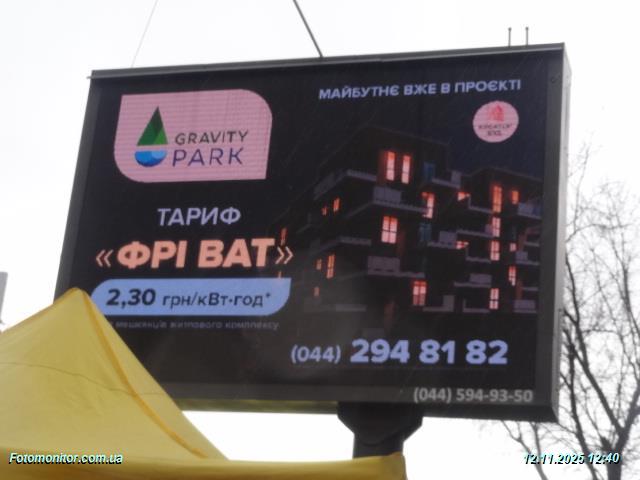 МАЙБУТНЄ ВЖЕ В ПРОЄКТІ
GRAVITY
PARK
ТАРИФ
«ФРІ ВАТ»
2,30 грн/кВт·год*
мешканців житлового комплексу
(044) 294 81 82
(044) 594-93-50
Fotomonitor.com.ua
12.11.2025 12:40